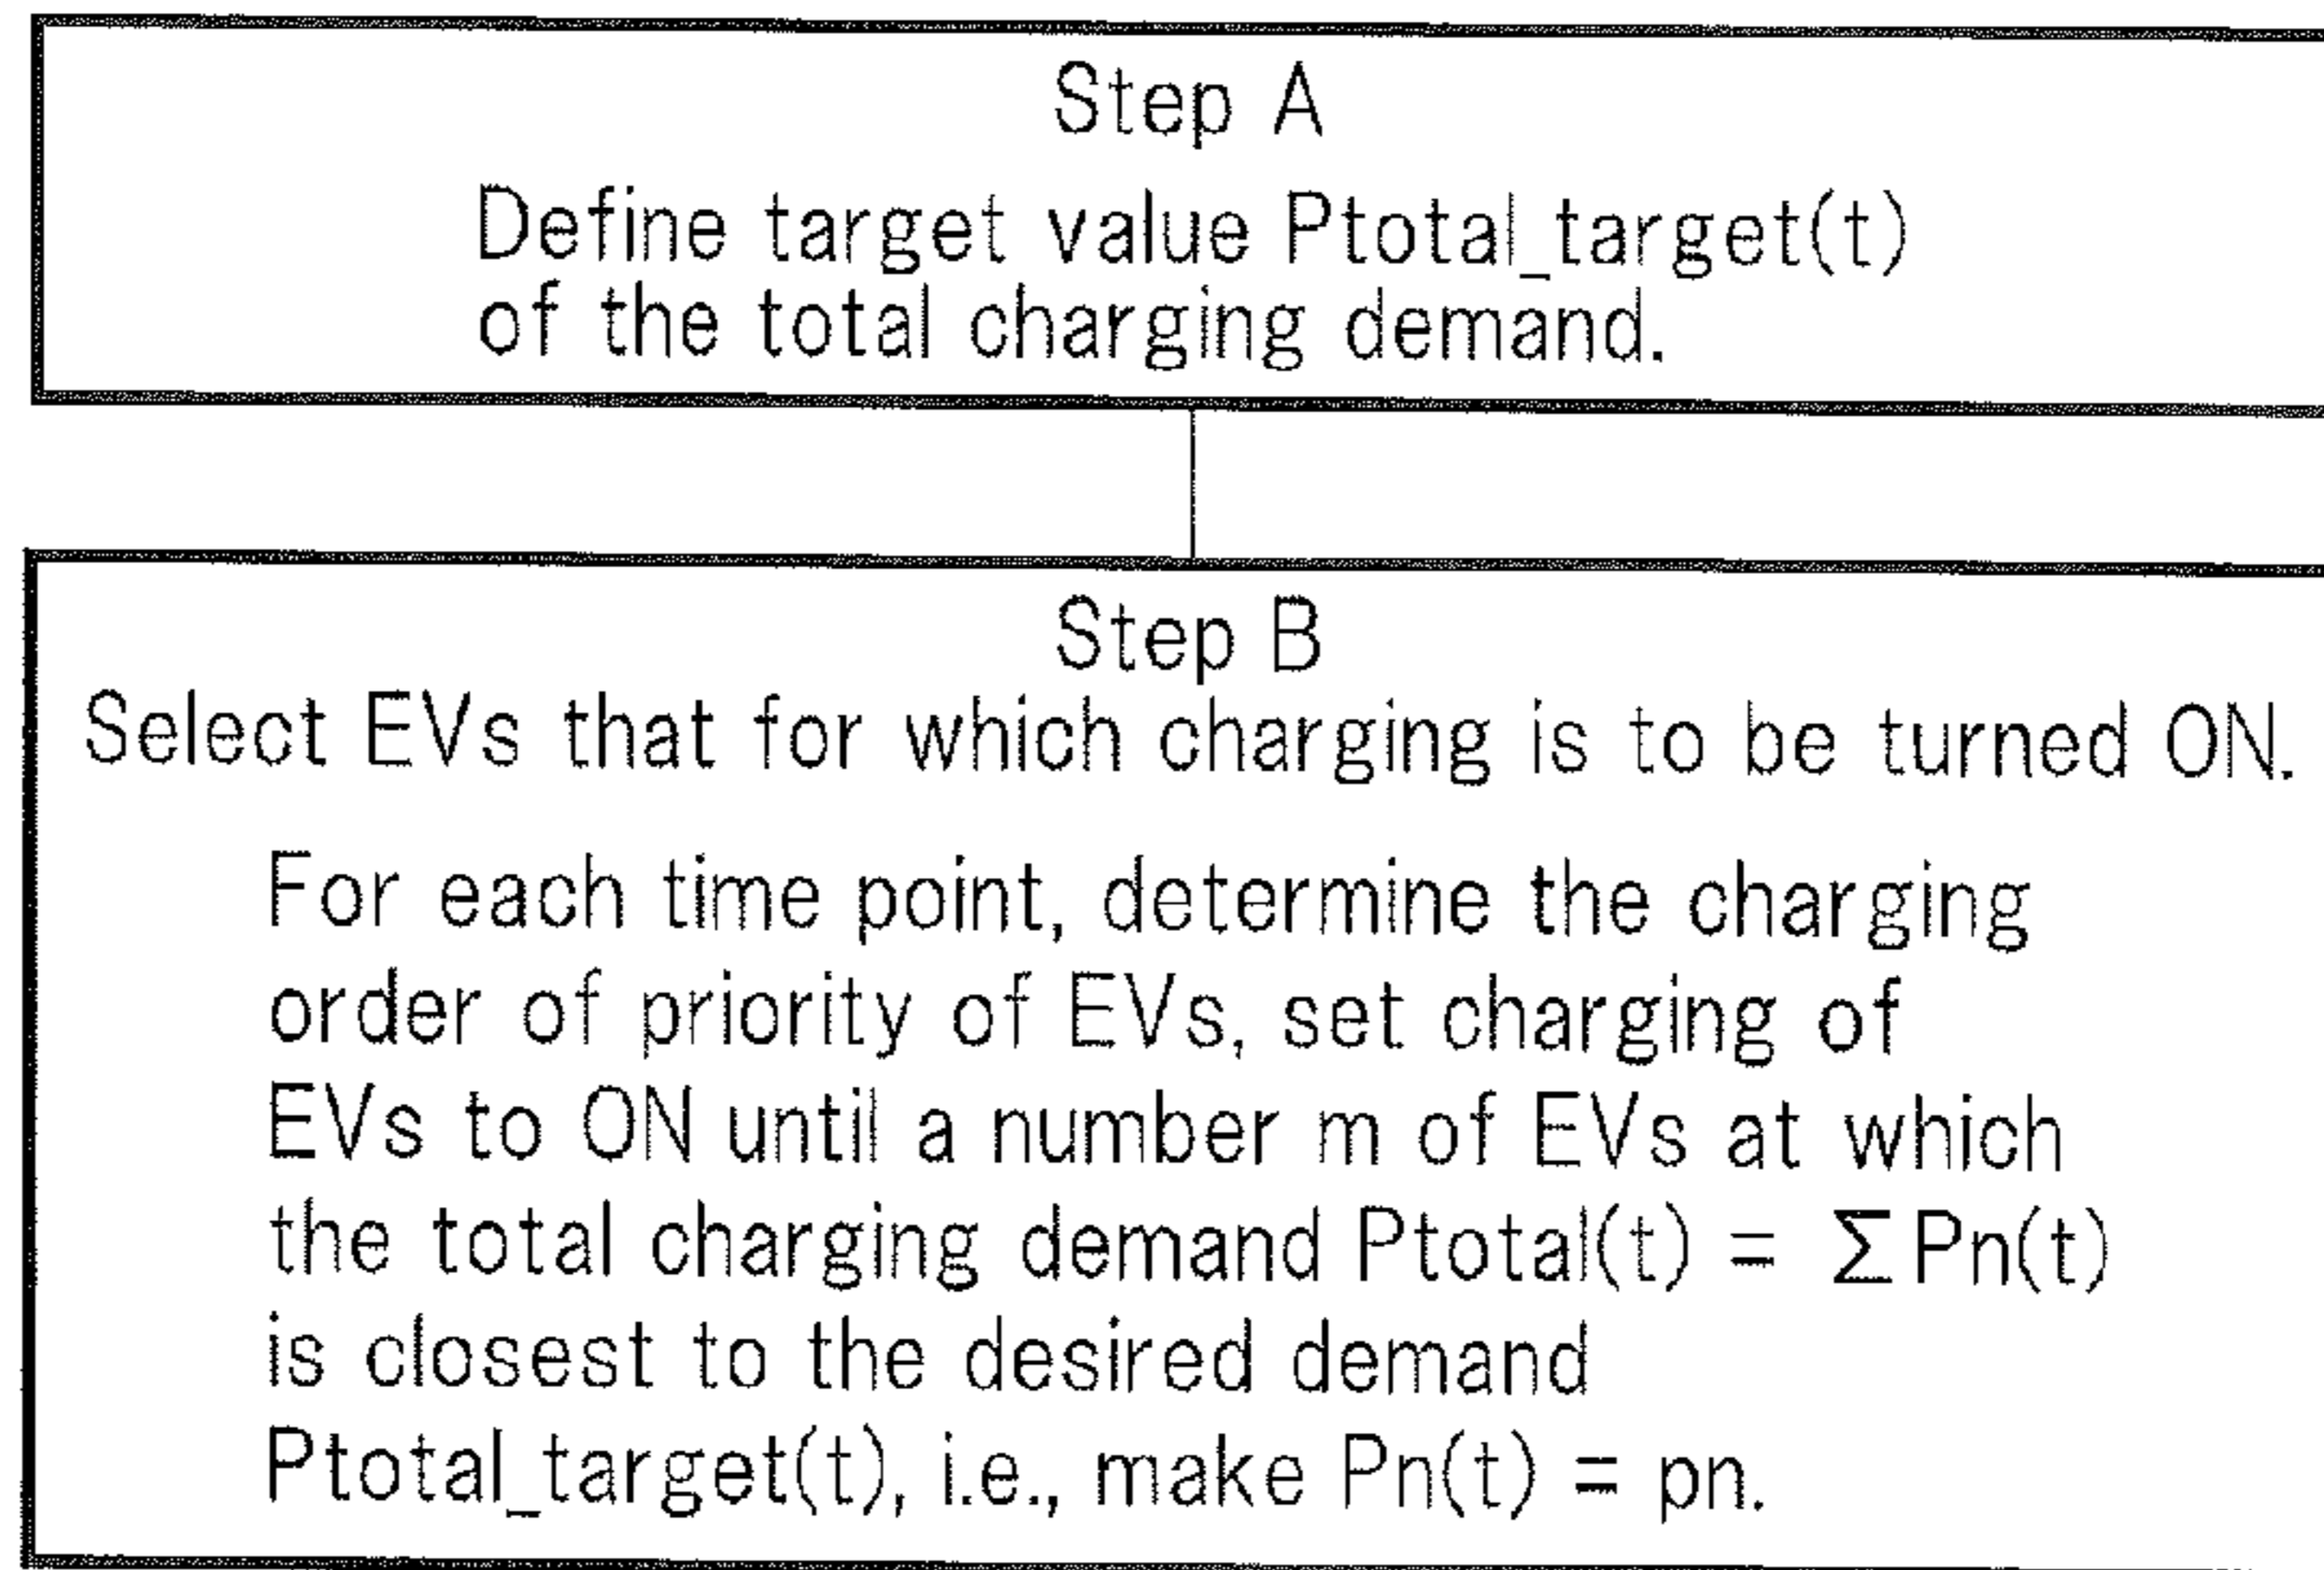 Step A
Define target value Ptotal_target(t)
of the total charging demand.
Step B
Select EVs that for which charging is to be turned ON.
For each time point, determine the charging
order of priority of EVs, set charging of
EVs to ON until a number m of EVs at which
the total charging demand Ptotal(t) = ΣPn(t)
is closest to the desired demand
Ptotal_target(t), i.e., make Pn(t) = pn.